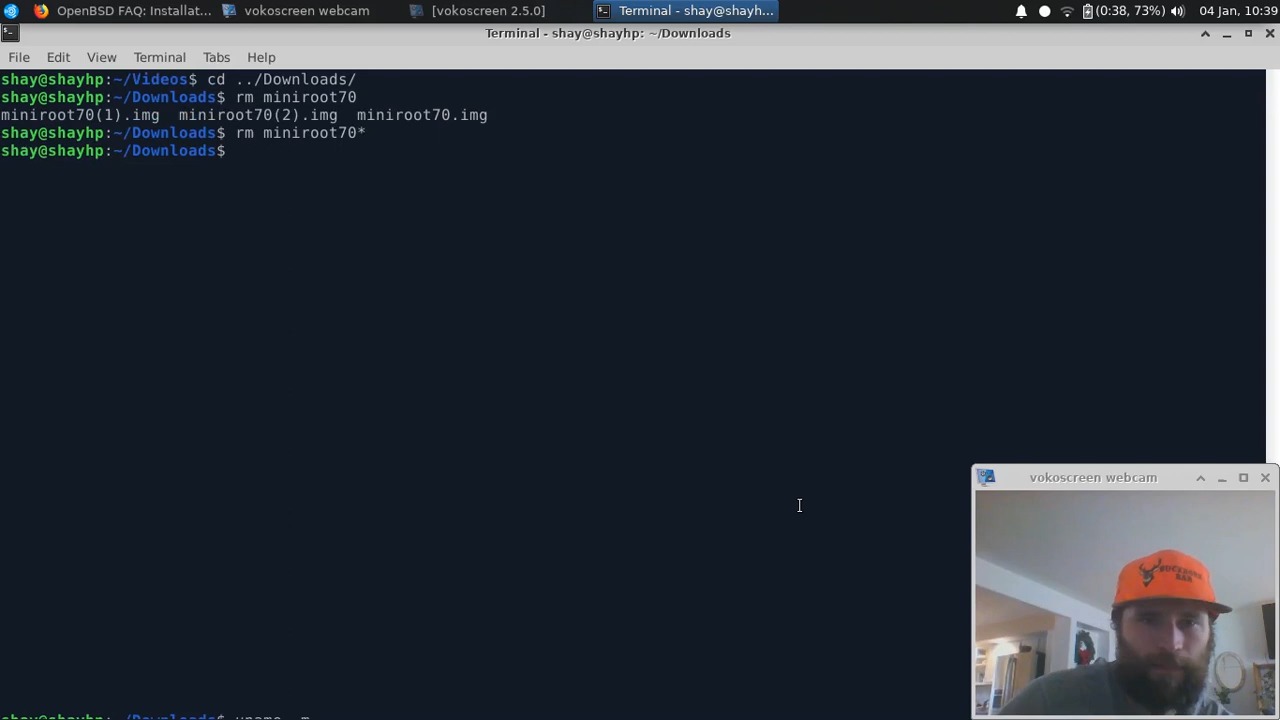 OpenBSD FAQ: Installat...
vokoscreen webcam
[vokoscreen 2.5.0]
Terminal - shay@shayh...
(0:38, 73%)
04 Jan, 10:39
Terminal - shay@shayhp: ~/Downloads
File Edit View Terminal Tabs Help
shay@shayhp:~/Videos$ cd ../Downloads/
shay@shayhp:~/Downloads$ rm miniroot70
miniroot70(1).img miniroot70(2).img miniroot70.img
shay@shayhp:~/Downloads$ rm miniroot70*
shay@shayhp:~/Downloads$
vokoscreen webcam